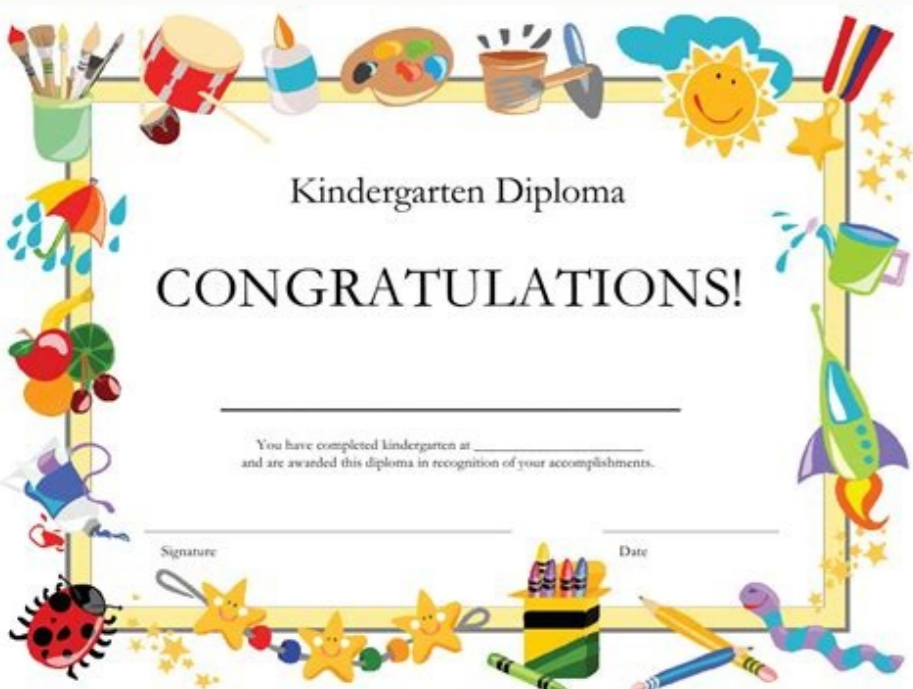 Kindergarten Diploma
CONGRATULATIONS!
You have completed kindergarten at ____________________
and are awarded this diploma in recognition of your accomplishments.
Signature
Date